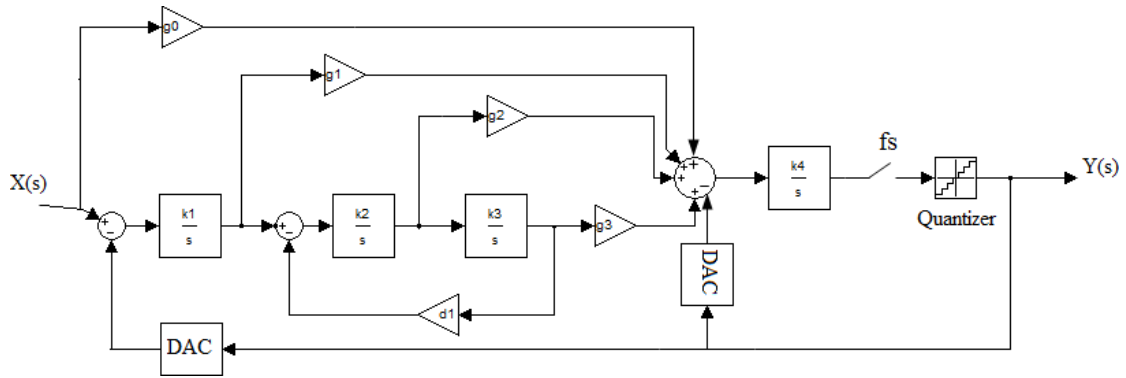 g0
g1
g2
fs
X(s)
k1
s
k2
s
k3
s
g3
k4
s
Y(s)
Quantizer
DAC
d1
DAC